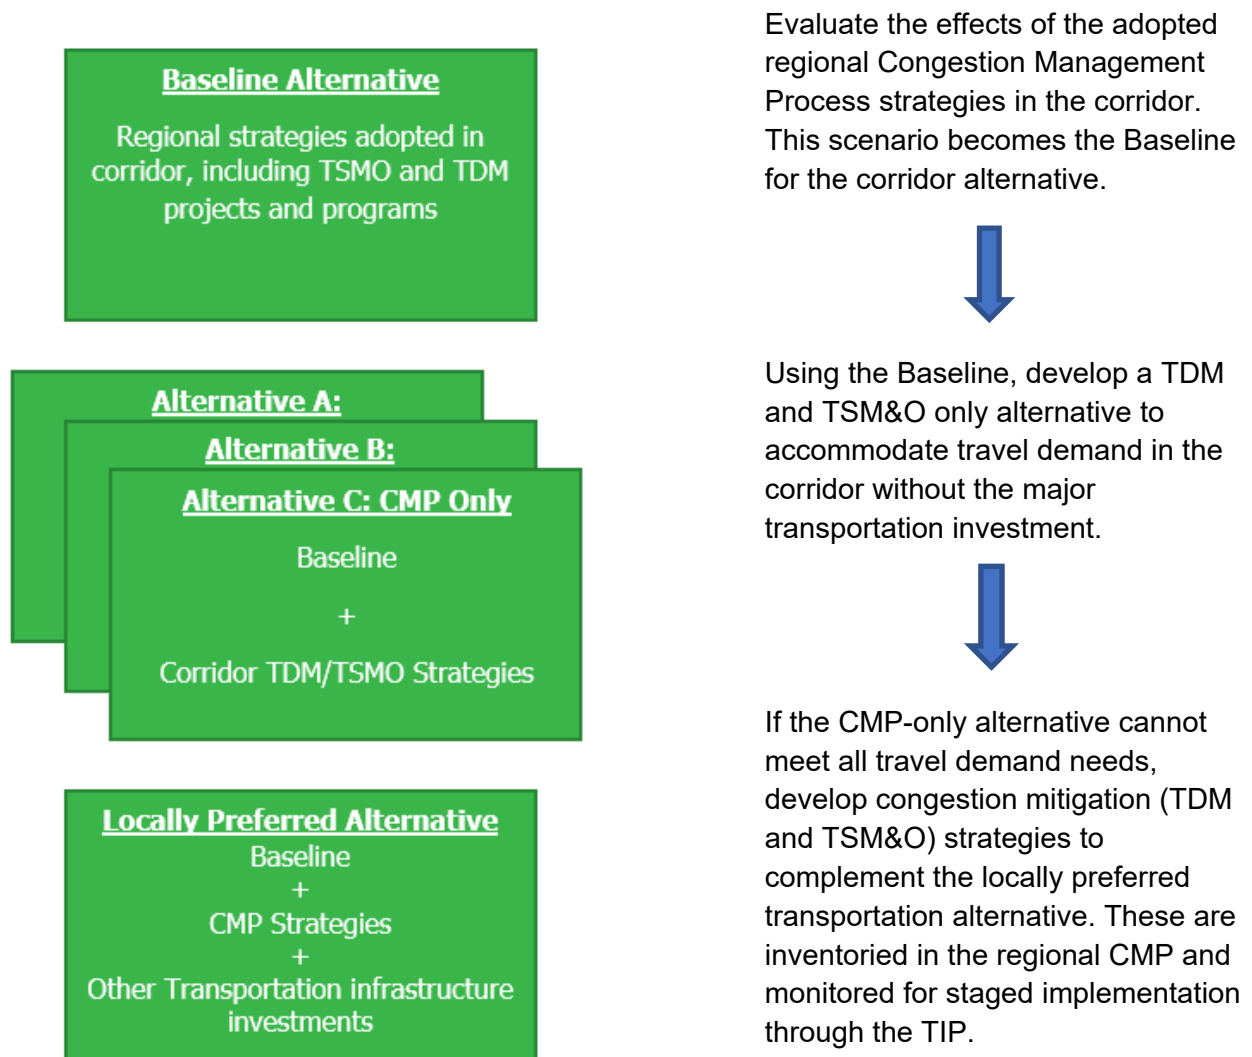 Baseline Alternative
Regional strategies adopted in
corridor, including TSMO and TDM
projects and programs
Evaluate the effects of the adopted
regional Congestion Management
Process strategies in the corridor.
This scenario becomes the Baseline
for the corridor alternative.
Alternative A:
Alternative B:
Alternative C: CMP Only
Baseline
+
Corridor TDM/TSMO Strategies
Using the Baseline, develop a TDM
and TSM&O only alternative to
accommodate travel demand in the
corridor without the major
transportation investment.
Locally Preferred Alternative
Baseline
+
CMP Strategies
+
Other Transportation infrastructure
investments
If the CMP-only alternative cannot
meet all travel demand needs,
develop congestion mitigation (TDM
and TSM&O) strategies to
complement the locally preferred
transportation alternative. These are
inventoried in the regional CMP and
monitored for staged implementation
through the TIP.